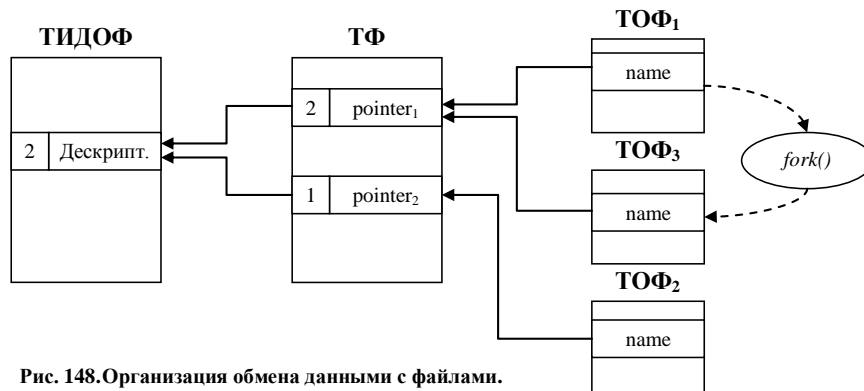 ТИДОФ
ТФ
ТОФ1
name
2 pointer1
2 Дескрипт.
fork()
ТОФ3
name
1 pointer2
ТОФ2
name
Рис. 148.Организация обмена данными с файлами.